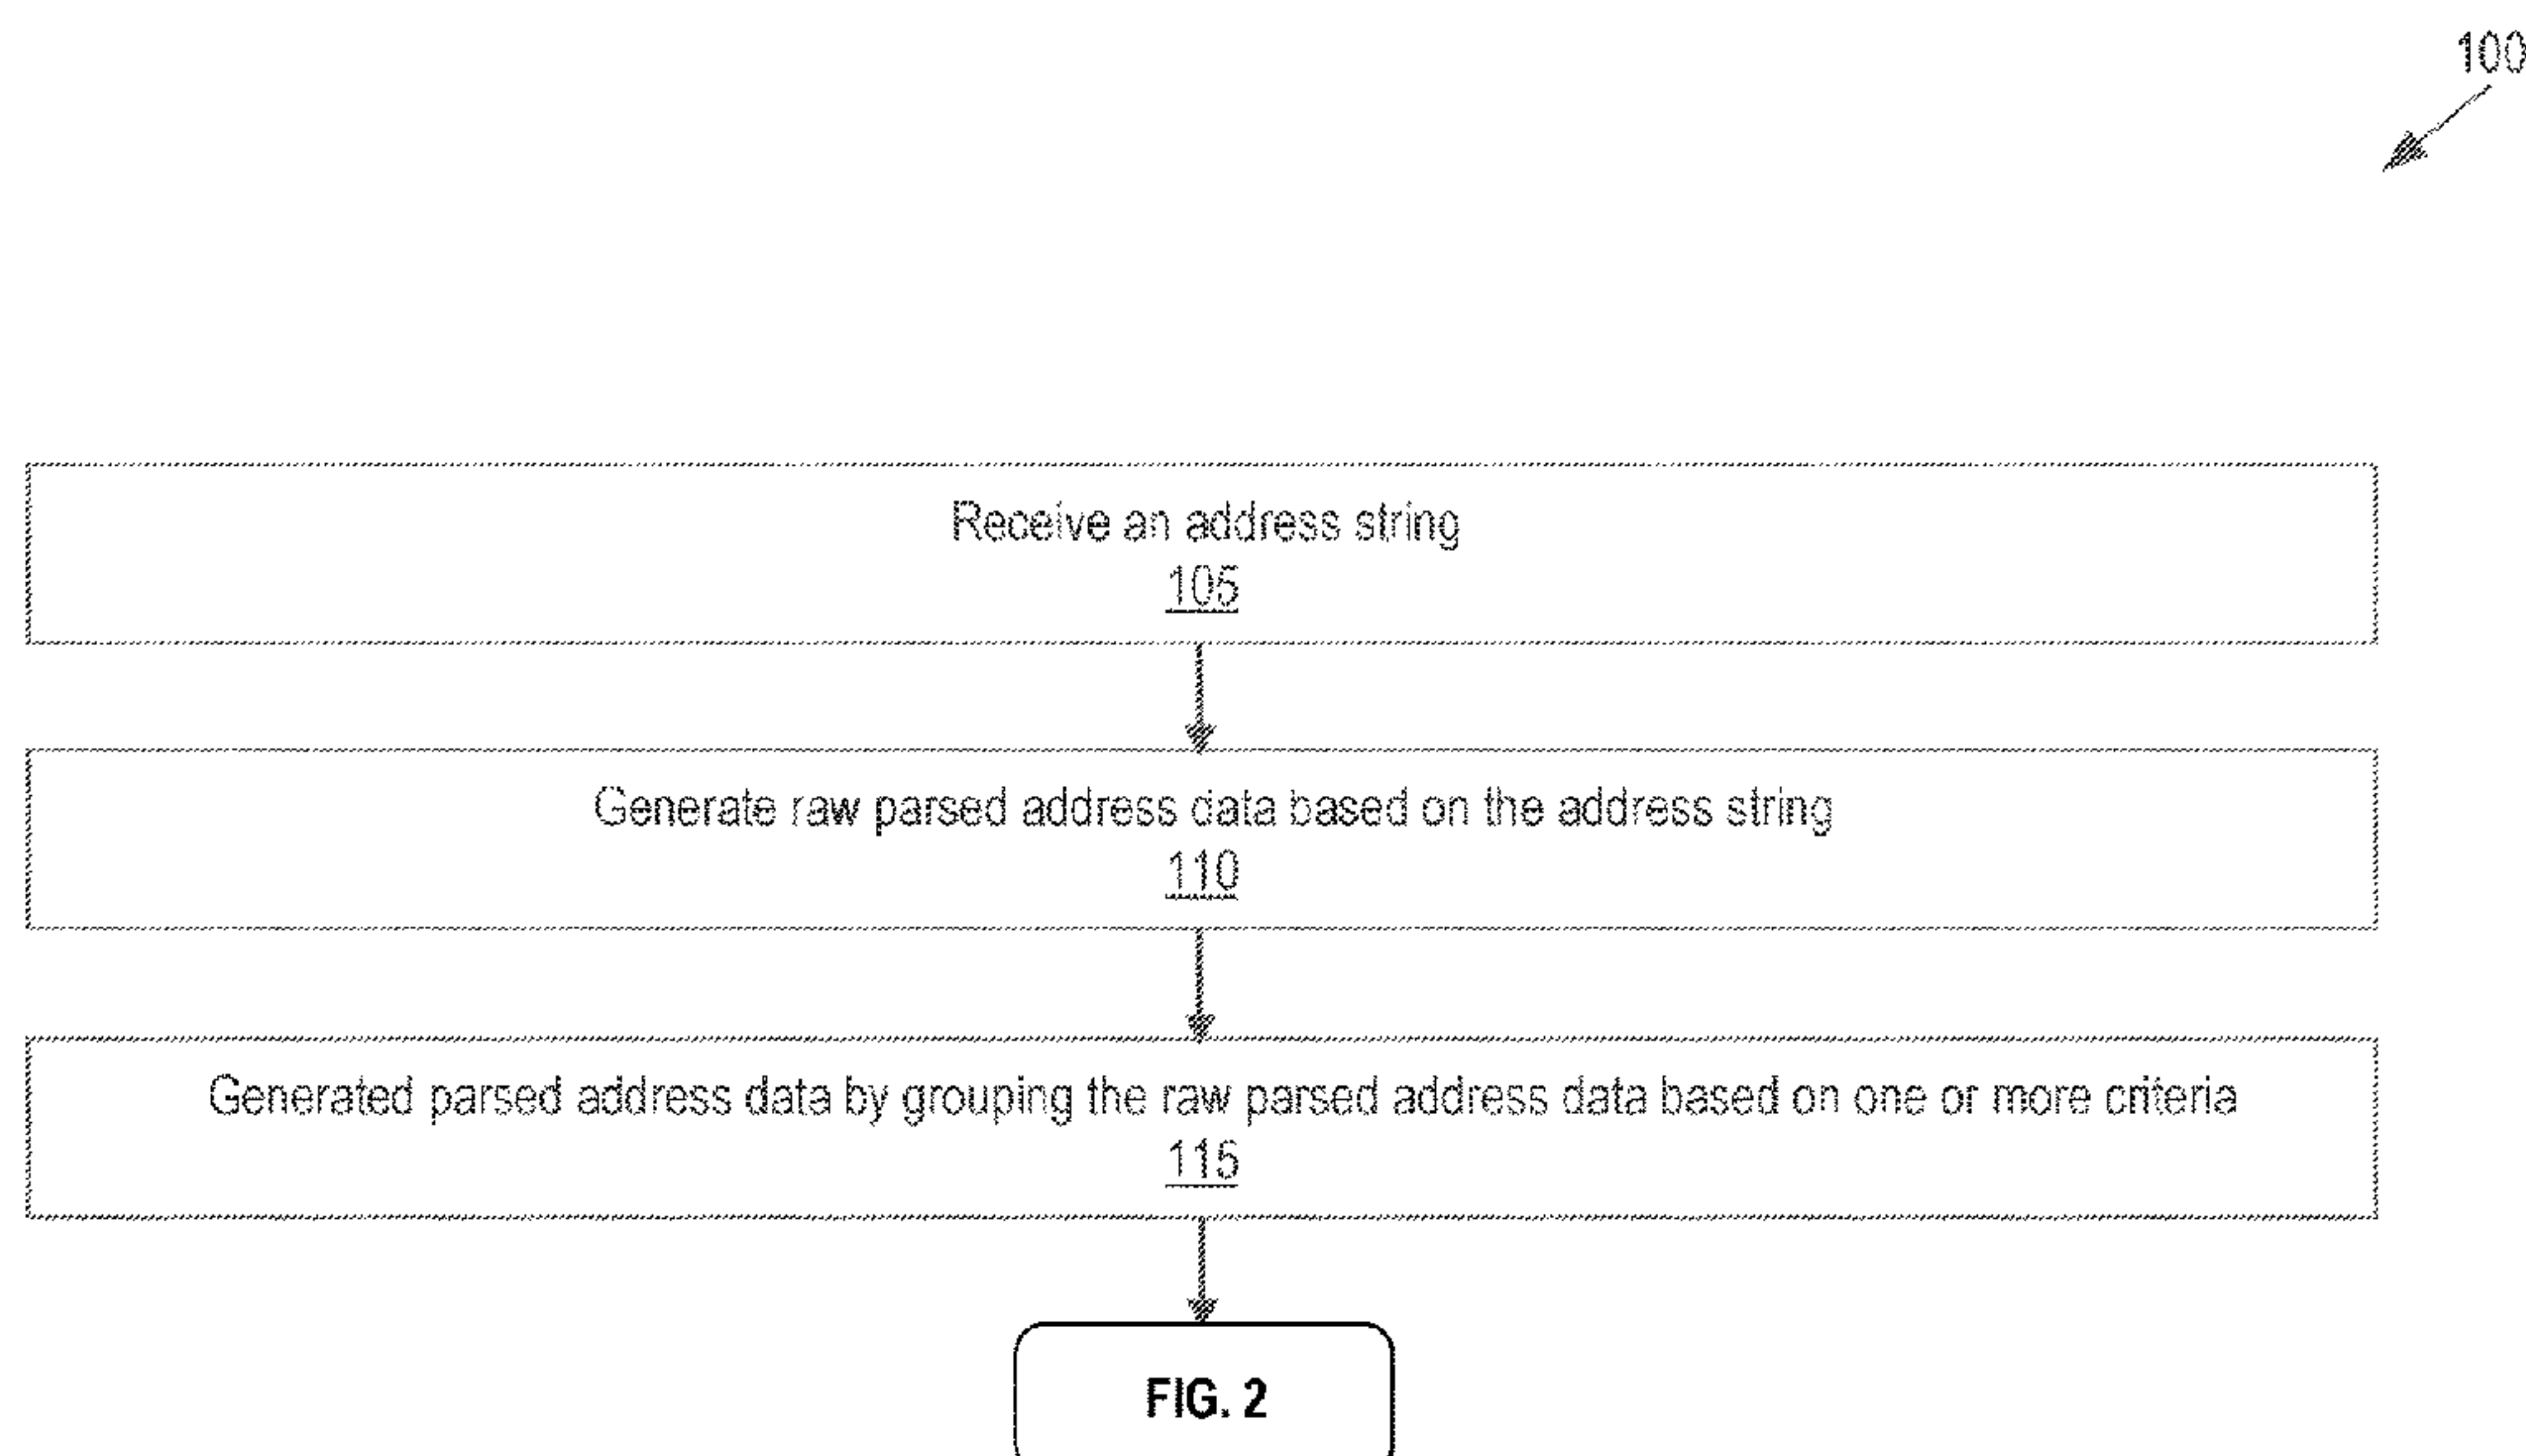 100
Receive an address string
105
Generate raw parsed address data based on the address string
110
Generated parsed address data by grouping the raw parsed address data based on one or more criteria
115
FIG. 2